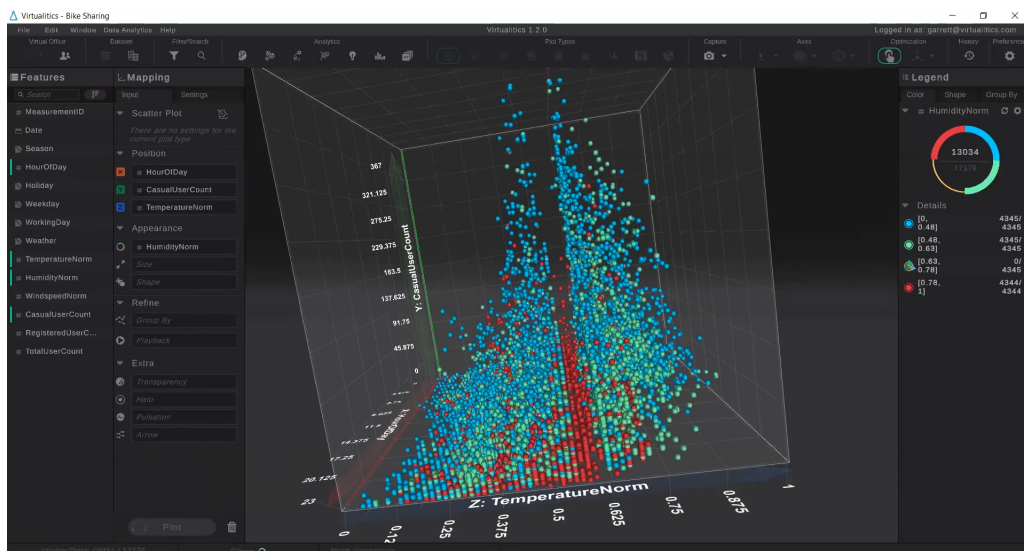 Virtualitics - Bike Sharing
File Edit Window Data Analytics Help
Virtualitics 1.2.0
Logged in as: garrett@virtualitics.com
Virtual Office Dataset Filter/Search Analytics Plot Types Capture Axes Optimization History Preference
Features
Search
# MeasurementID
Date
Season
# HourOfDay
Holiday
Weekday
WorkingDay
Weather
# TemperatureNorm
# HumidityNorm
# WindspeedNorm
# CasualUserCount
# RegisteredUserC...
# TotalUserCount
Mapping
Input Settings
Scatter Plot
There are no settings for the
current plot type
Position
X # HourOfDay
Y # CasualUserCount
Z # TemperatureNorm
Appearance
# HumidityNorm
Size
Shape
Refine
Group By
Playback
Extra
Transparency
Halo
Pulsation
Arrow
Plot
367
321.125
275.25
229.375
183.5
137.625
91.75
45.875
0
Y: CasualUserCount
14.375
17.25
20.125
23
Z: TemperatureNorm
0
0.25
0.375
0.5
0.625
0.75
0.875
1
Legend
Color Shape Group By
# HumidityNorm
13034
17379
Details
[0, 4345/
0.48] 4345
[0.48, 4345/
0.63] 4345
[0.63, 0/
0.78] 4345
[0.78, 4344/
1] 4344